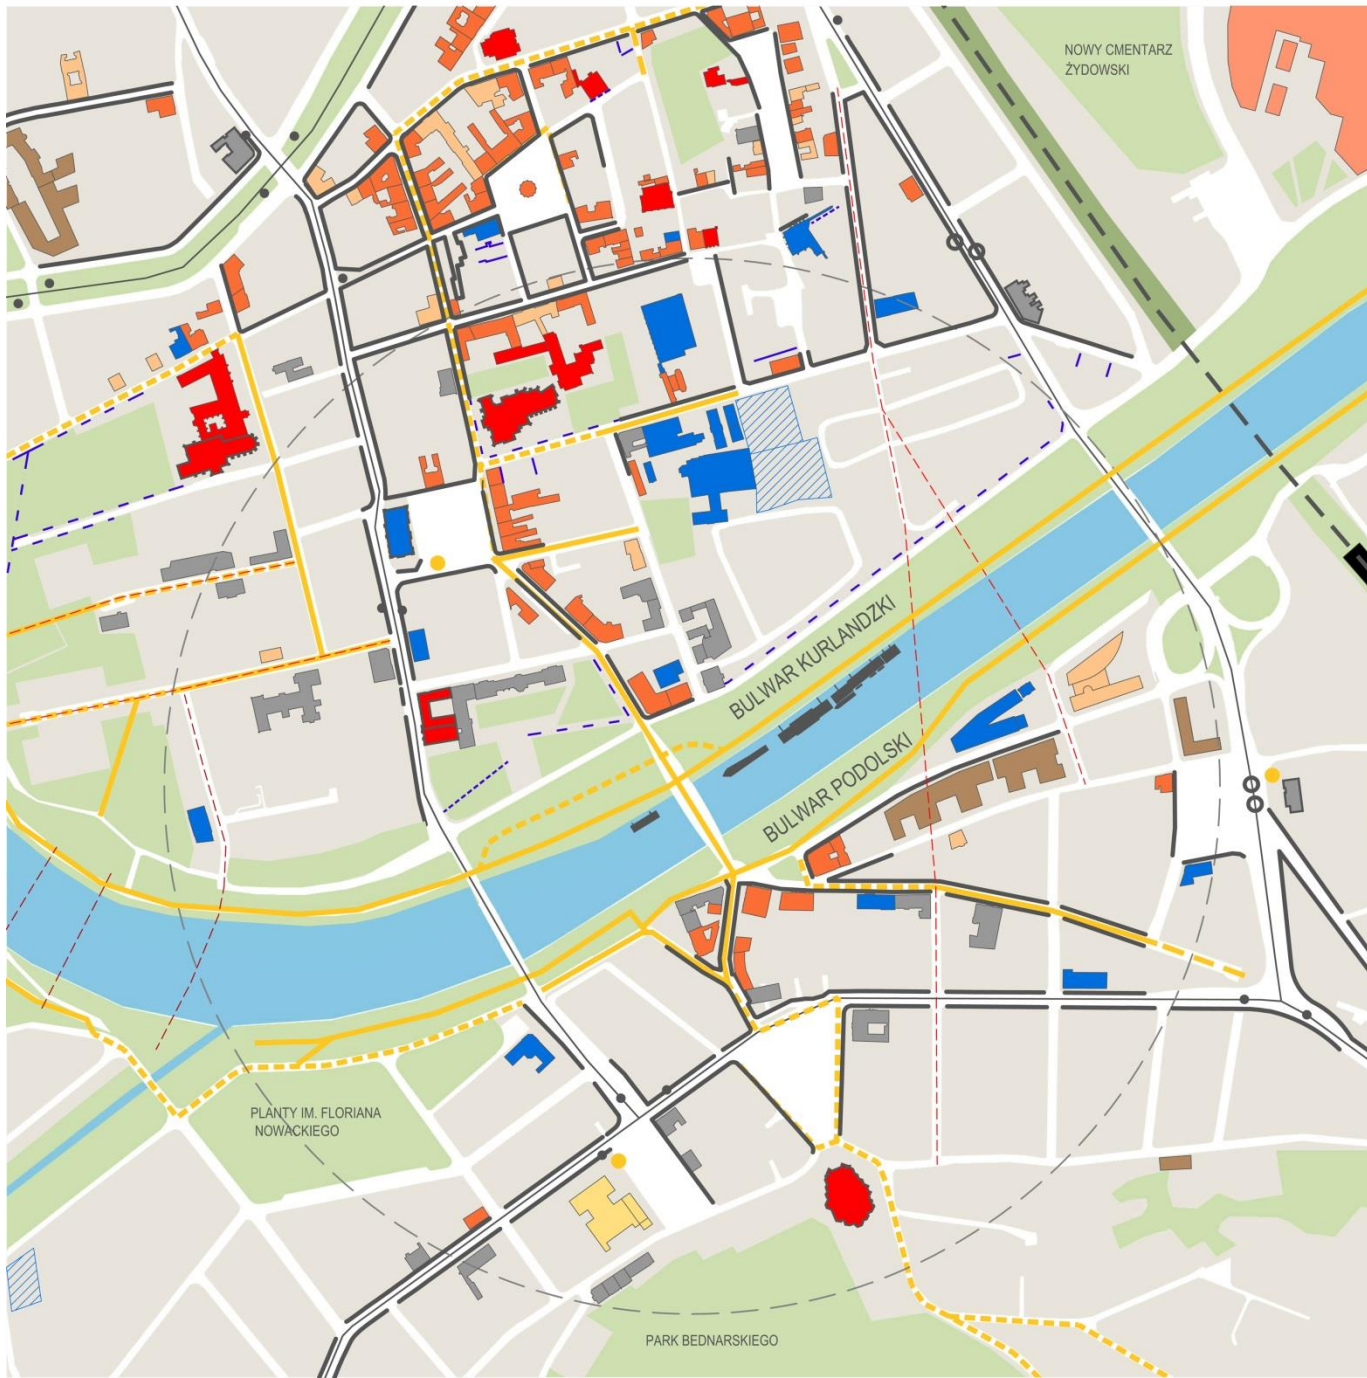 NOWY CMENTARZ
ŻYDOWSKI
BULWAR KURLANDZKI
BULWAR PODOLSKI
PLANTY IM. FLORIANA
NOWACKIEGO
PARK BEDNARSKIEGO